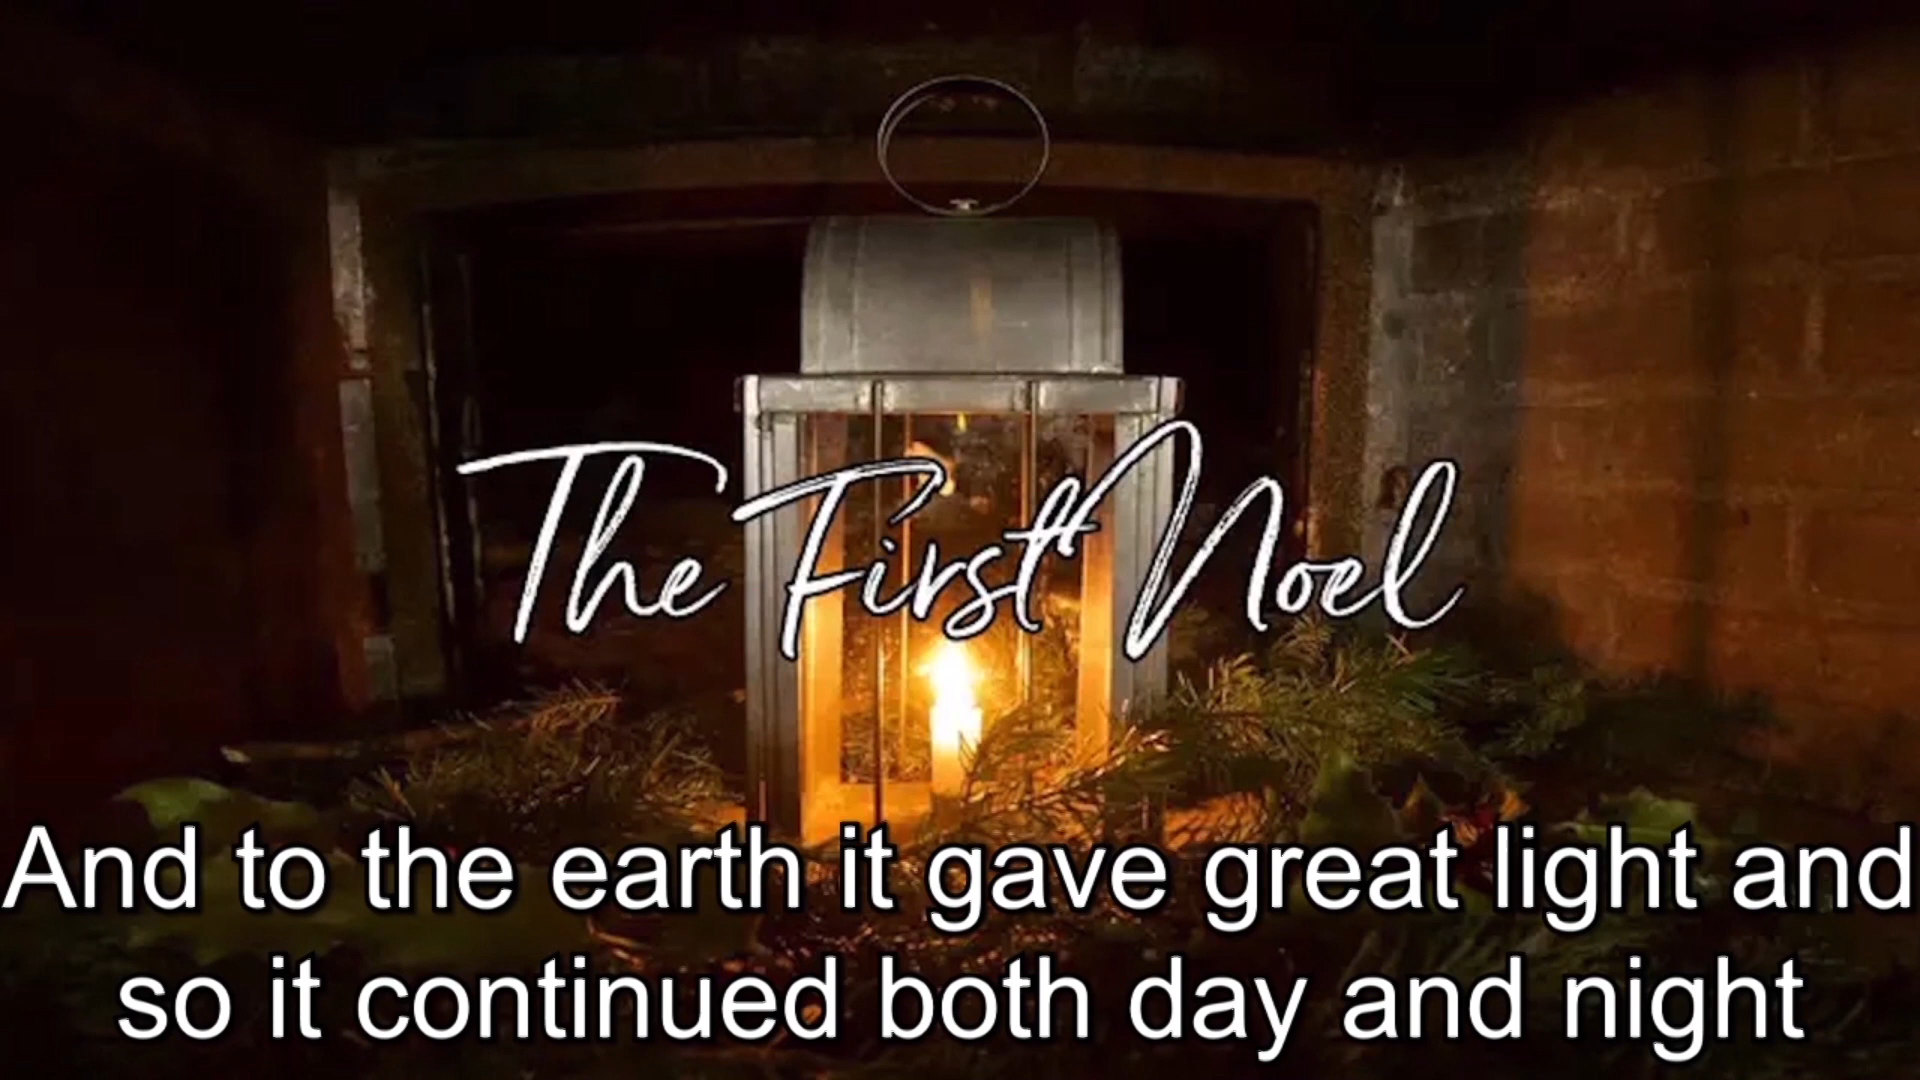 The First Noel
And to the earth it gave great light and
so it continued both day and night